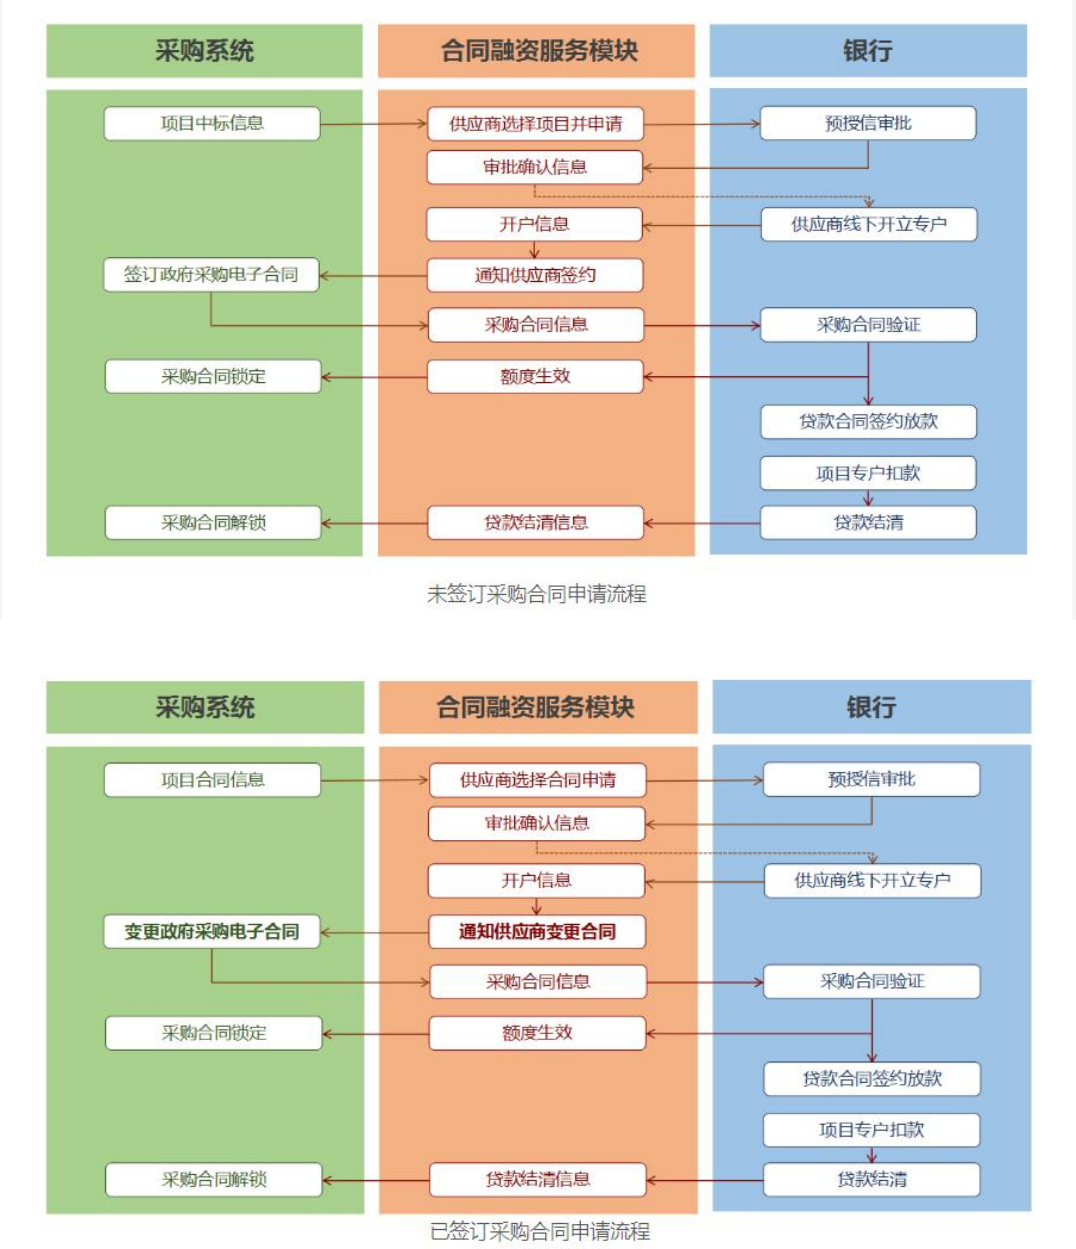 采购系统 合同融资服务模块 银行
项目中标信息 供应商选择项目并申请 预授信审批
审批确认信息
开户信息 供应商线下开立专户
签订政府采购电子合同 通知供应商签约
采购合同信息 采购合同验证
采购合同锁定 额度生效
贷款合同签约放款
项目专户扣款
采购合同解锁 贷款结清信息 贷款结清
未签订采购合同申请流程
采购系统 合同融资服务模块 银行
项目合同信息 供应商选择合同申请 预授信审批
审批确认信息
开户信息 供应商线下开立专户
变更政府采购电子合同 通知供应商变更合同
采购合同信息 采购合同验证
采购合同锁定 额度生效
贷款合同签约放款
项目专户扣款
采购合同解锁 贷款结清信息 贷款结清
已签订采购合同申请流程